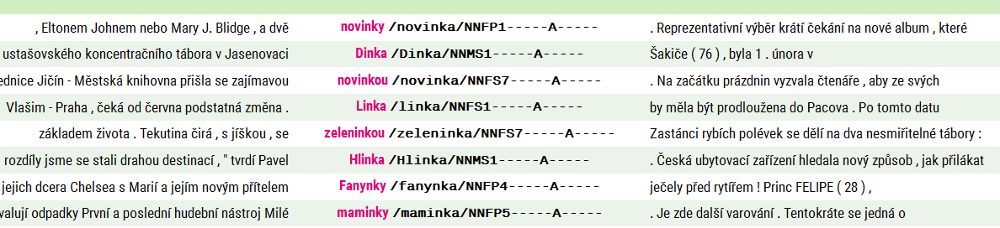 , Eltonem Johnem nebo Mary J. Blidge , a dvě novinky /novinka/NNFP1-----A----- . Reprezentativní výběr krátí čekání na nové album , které
ustašovského koncentračního tábora v Jasenovaci Dinka /Dinka/NNMS1-----A----- Šakiče ( 76 ) , byla 1 . února v
ednice Jičín - Městská knihovna přišla se zajímavou novinkou /novinka/NNFS7-----A----- . Na začátku prázdnin vyzvala čtenáře , aby ze svých
Vlašim - Praha , čeká od června podstatná změna . Linka /linka/NNFS1-----A----- by měla být prodloužena do Pacova . Po tomto datu
základem života . Tekutina čirá , s jíškou , se zeleninkou /zeleninka/NNFS7-----A----- Zastánci rybích polévek se dělí na dva nesmiřitelné tábory :
rozdíly jsme se stali drahou destinací , " tvrdí Pavel Hlinka /Hlinka/NNMS1-----A----- . Česká ubytovací zařízení hledala nový způsob , jak přilákat
jejich dcera Chelsea s Marií a jejím novým přítelem Fanynky /fanynka/NNFP4-----A----- ječely před rytířem ! Princ FELIPE ( 28 ) ,
valují odpadky První a poslední hudební nástroj Milé maminky /maminka/NNFP5-----A----- . Je zde další varování . Tentokráte se jedná o